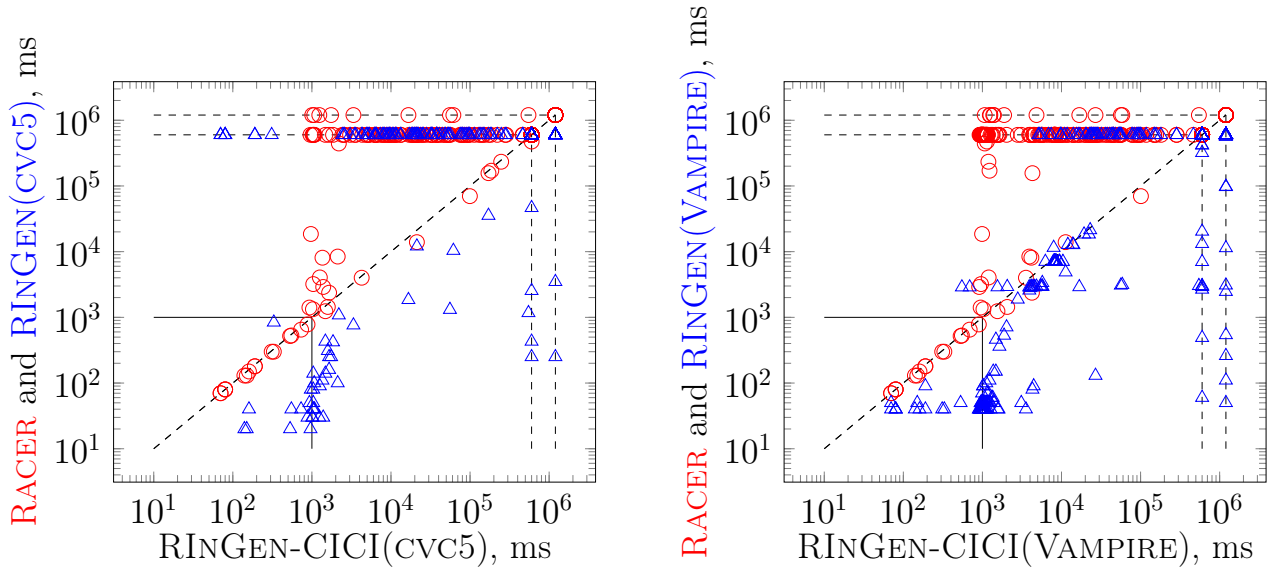 RACER and RINGEN(CVC5), ms
10^6
10^5
10^4
10^3
10^2
10^1
10^1 10^2 10^3 10^4 10^5 10^6
RINGEN-CICI(CVC5), ms
RACER and RINGEN(VAMPIRE), ms
10^6
10^5
10^4
10^3
10^2
10^1
10^1 10^2 10^3 10^4 10^5 10^6
RINGEN-CICI(VAMPIRE), ms